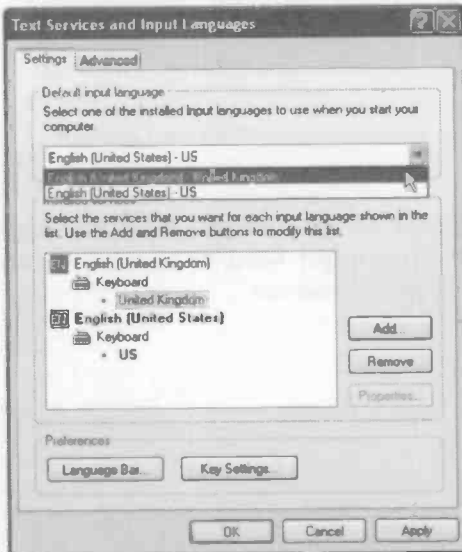 Text Services and Input Languages
Settings
Advanced
Default input language
Select one of the installed input languages to use when you start your
computer.
English (United States) - US
English (United Kingdom) - United Kingdom
English (United States) - US
Installed services
Select the services that you want for each input language shown in the
list. Use the Add and Remove buttons to modify this list.
EN English (United Kingdom)
Keyboard
• United Kingdom
EN English (United States)
Keyboard
• US
Add...
Remove
Properties...
Preferences
Language Bar...
Key Settings...
OK
Cancel
Apply